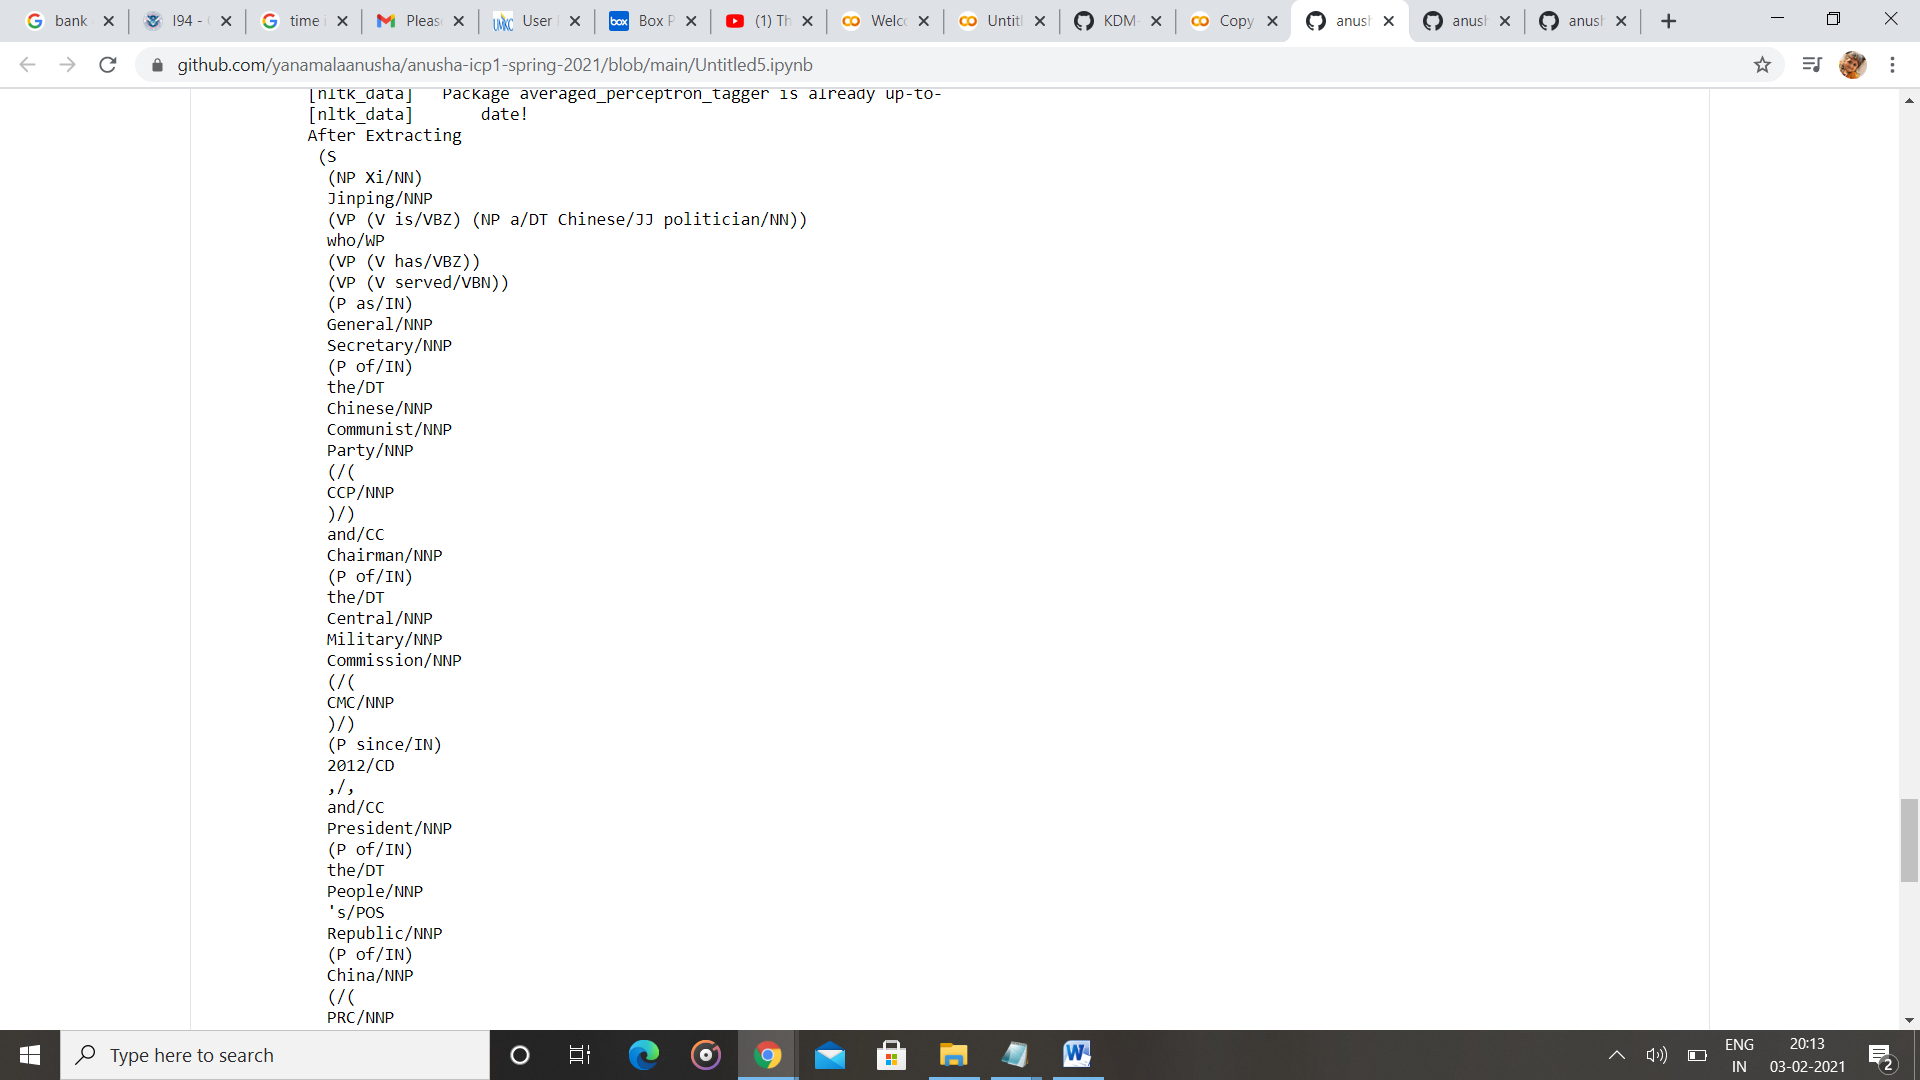 bank
I94 -
time i
Pleas
User
Box P
(1) Th
Welc
Untitl
KDM-
Copy
anush
anush
anush
github.com/yanamalaanusha/anusha-icp1-spring-2021/blob/main/Untitled5.ipynb
[nltk_data]   Package averaged_perceptron_tagger is already up-to-
[nltk_data]       date!
After Extracting
(S
(NP Xi/NN)
Jinping/NNP
(VP (V is/VBZ) (NP a/DT Chinese/JJ politician/NN))
who/WP
(VP (V has/VBZ))
(VP (V served/VBN))
(P as/IN)
General/NNP
Secretary/NNP
(P of/IN)
the/DT
Chinese/NNP
Communist/NNP
Party/NNP
(/(
CCP/NNP
)/)
and/CC
Chairman/NNP
(P of/IN)
the/DT
Central/NNP
Military/NNP
Commission/NNP
(/(
CMC/NNP
)/)
(P since/IN)
2012/CD
,/,
and/CC
President/NNP
(P of/IN)
the/DT
People/NNP
's/POS
Republic/NNP
(P of/IN)
China/NNP
(/(
PRC/NNP
Type here to search
ENG
IN
20:13
03-02-2021
2